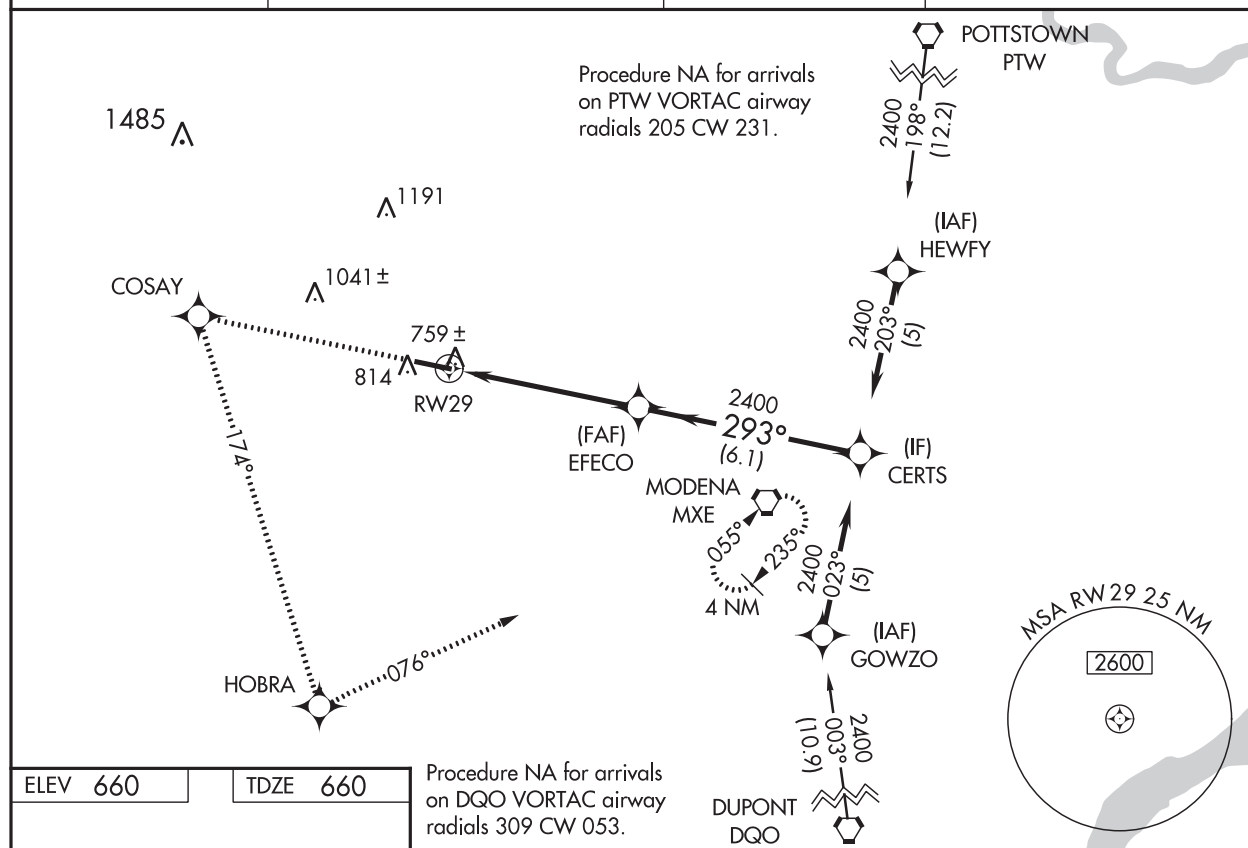 POTTSTOWN
PTW
Procedure NA for arrivals
on PTW VORTAC airway
radials 205 CW 231.
2400
198°
(12.2)
1485
1191
(IAF)
HEWFY
1041±
COSAY
2400
203°
(5)
759±
814
RW29
2400
293°
(6.1)
(FAF)
EFECO
(IF)
CERTS
MODENA
MXE
174°
055°
235°
4 NM
2400
023°
(5)
(IAF)
GOWZO
MSA RW29 25 NM
2600
HOBRA
076°
2400
003°
(10.9)
ELEV 660
TDZE 660
Procedure NA for arrivals
on DQO VORTAC airway
radials 309 CW 053.
DUPONT
DQO